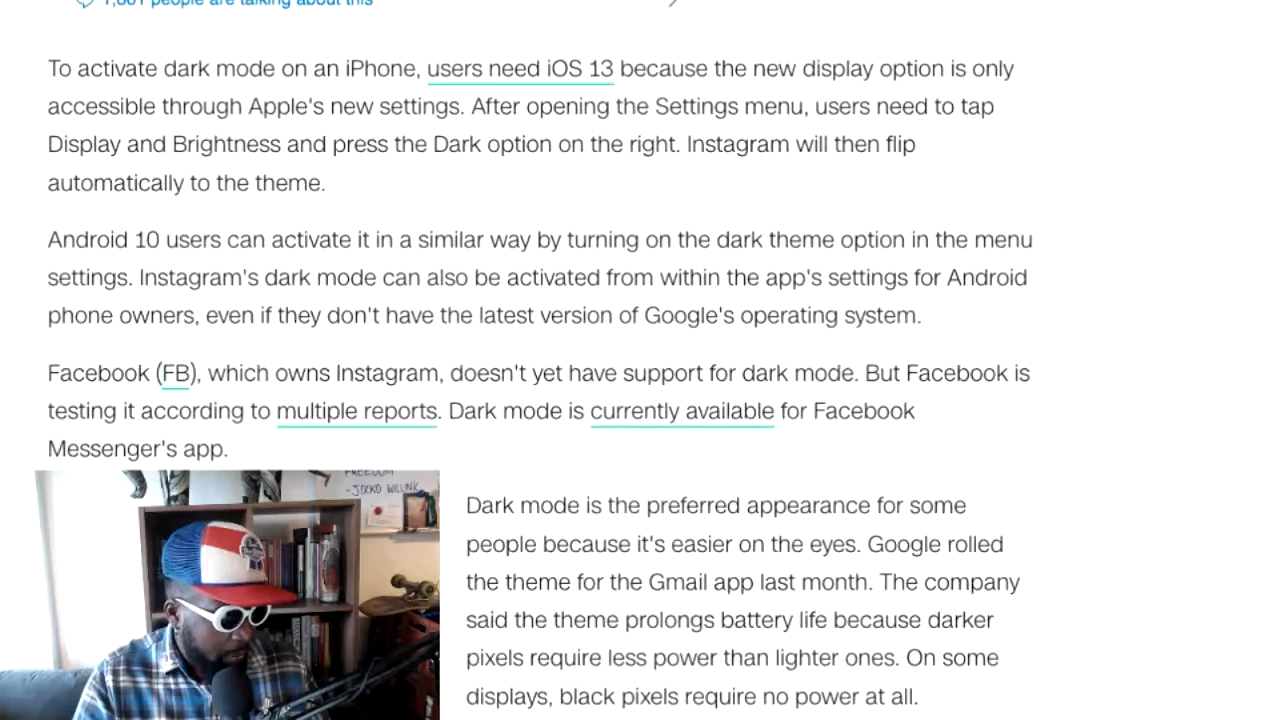 1,861 people are talking about this
To activate dark mode on an iPhone, users need iOS 13 because the new display option is only
accessible through Apple's new settings. After opening the Settings menu, users need to tap
Display and Brightness and press the Dark option on the right. Instagram will then flip
automatically to the theme.
Android 10 users can activate it in a similar way by turning on the dark theme option in the menu
settings. Instagram's dark mode can also be activated from within the app's settings for Android
phone owners, even if they don't have the latest version of Google's operating system.
Facebook (FB), which owns Instagram, doesn't yet have support for dark mode. But Facebook is
testing it according to multiple reports. Dark mode is currently available for Facebook
Messenger's app.
FREEDOM
-JOCKO WILLINK
Dark mode is the preferred appearance for some
people because it's easier on the eyes. Google rolled
the theme for the Gmail app last month. The company
said the theme prolongs battery life because darker
pixels require less power than lighter ones. On some
displays, black pixels require no power at all.